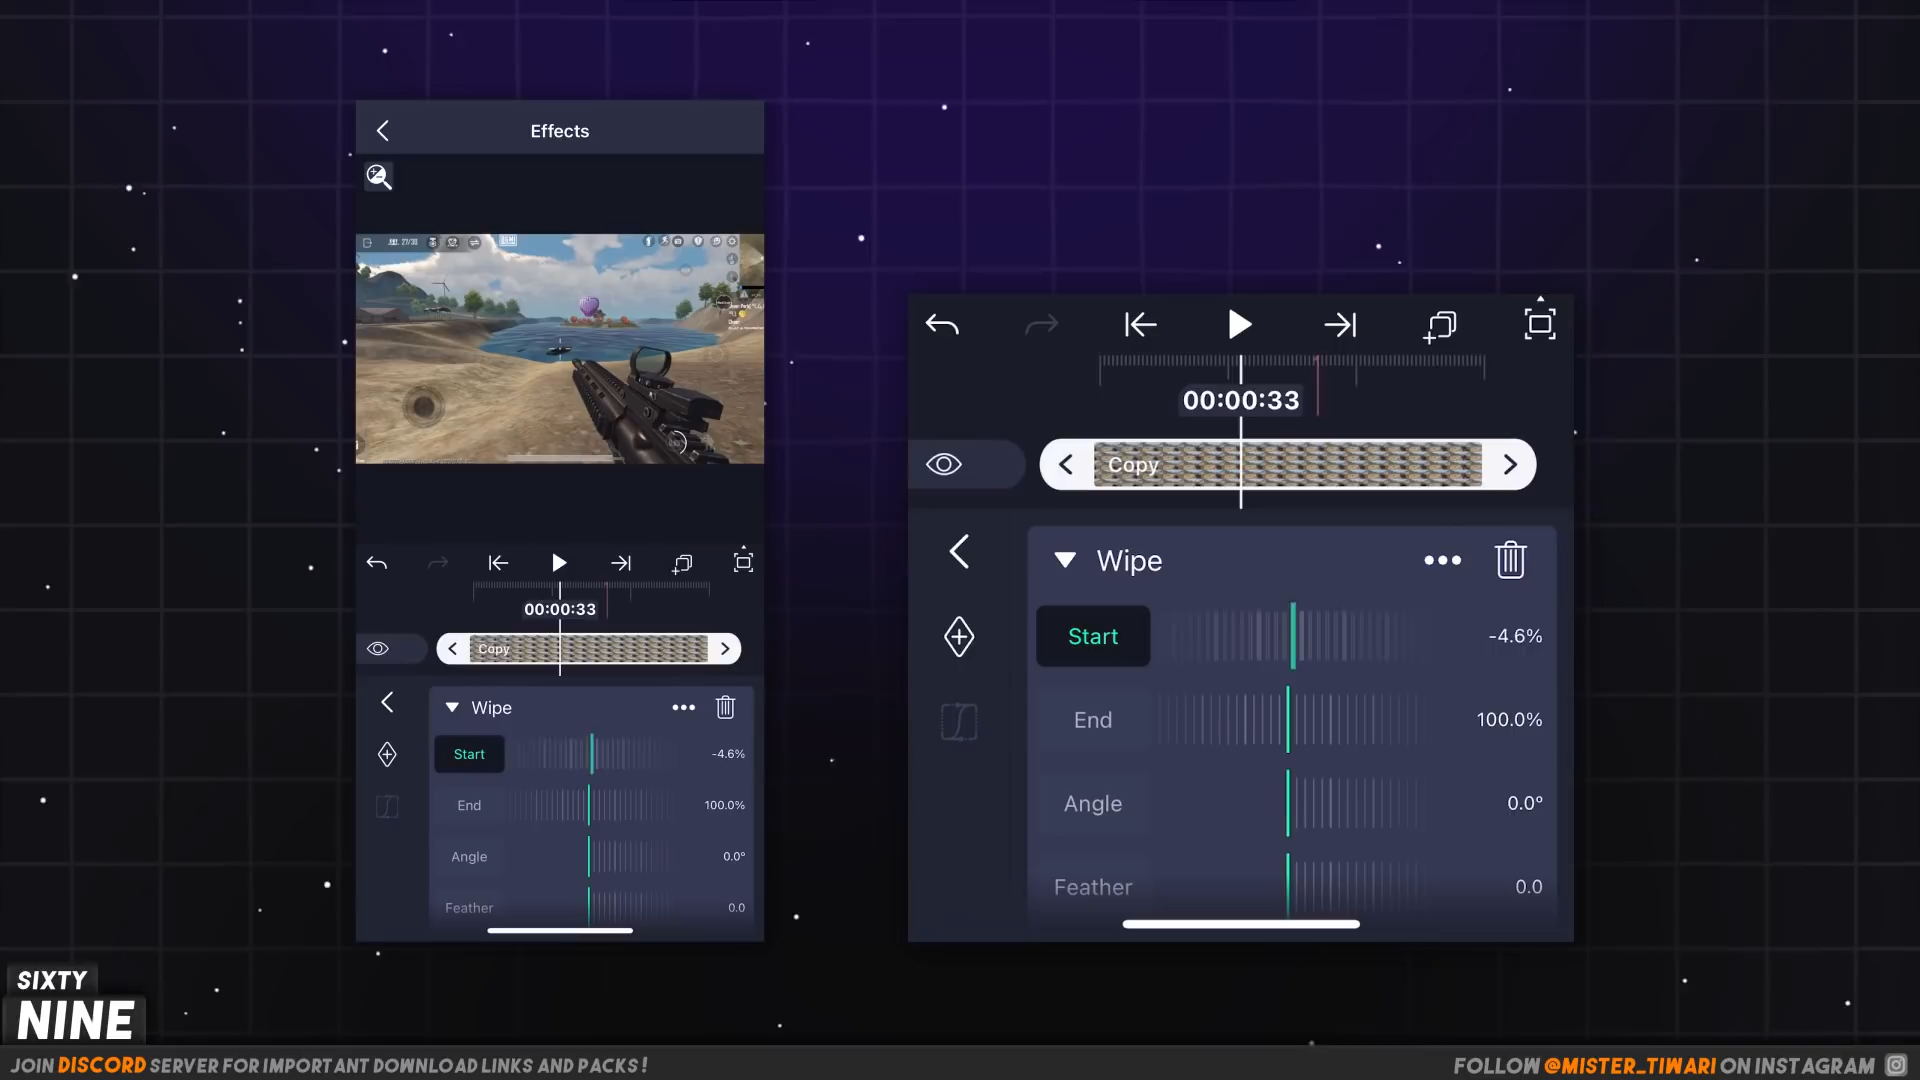 Effects
27/30
00:00:33
Copy
Wipe
Start
-4.6%
End
100.0%
Angle
0.0°
Feather
0.0
00:00:33
Copy
Wipe
Start
-4.6%
End
100.0%
Angle
0.0°
Feather
0.0
SIXTY
NINE
JOIN DISCORD SERVER FOR IMPORTANT DOWNLOAD LINKS AND PACKS!
FOLLOW @MISTER_TIWARI ON INSTAGRAM